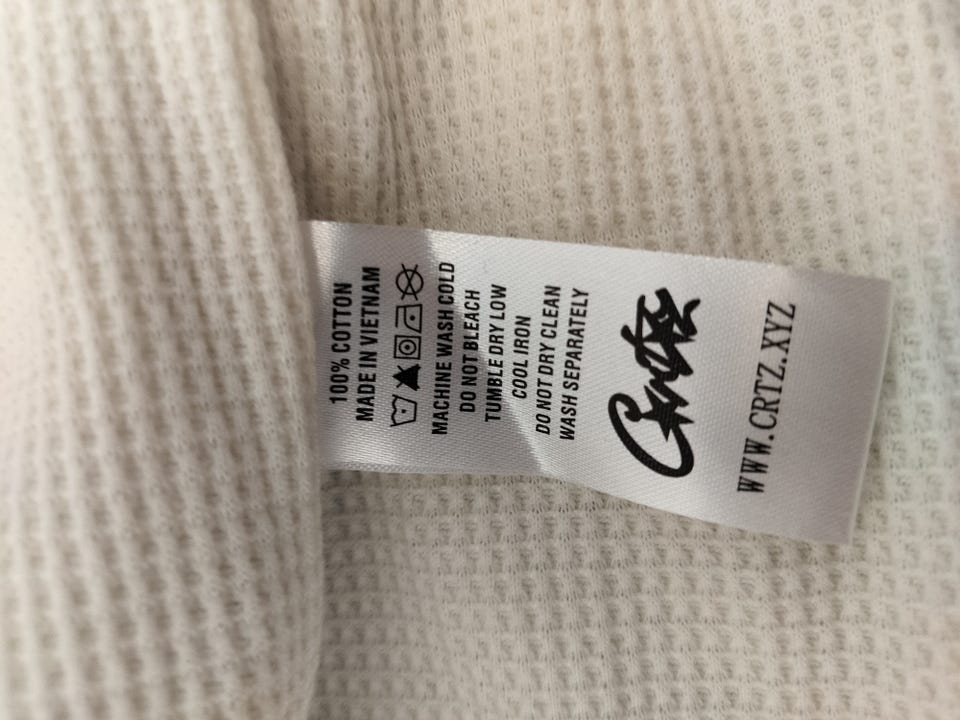 100% COTTON
MADE IN VIETNAM
MACHINE WASH COLD
DO NOT BLEACH
TUMBLE DRY LOW
COOL IRON
DO NOT DRY CLEAN
WASH SEPARATELY
Crtz
WWW.CRTZ.XYZ